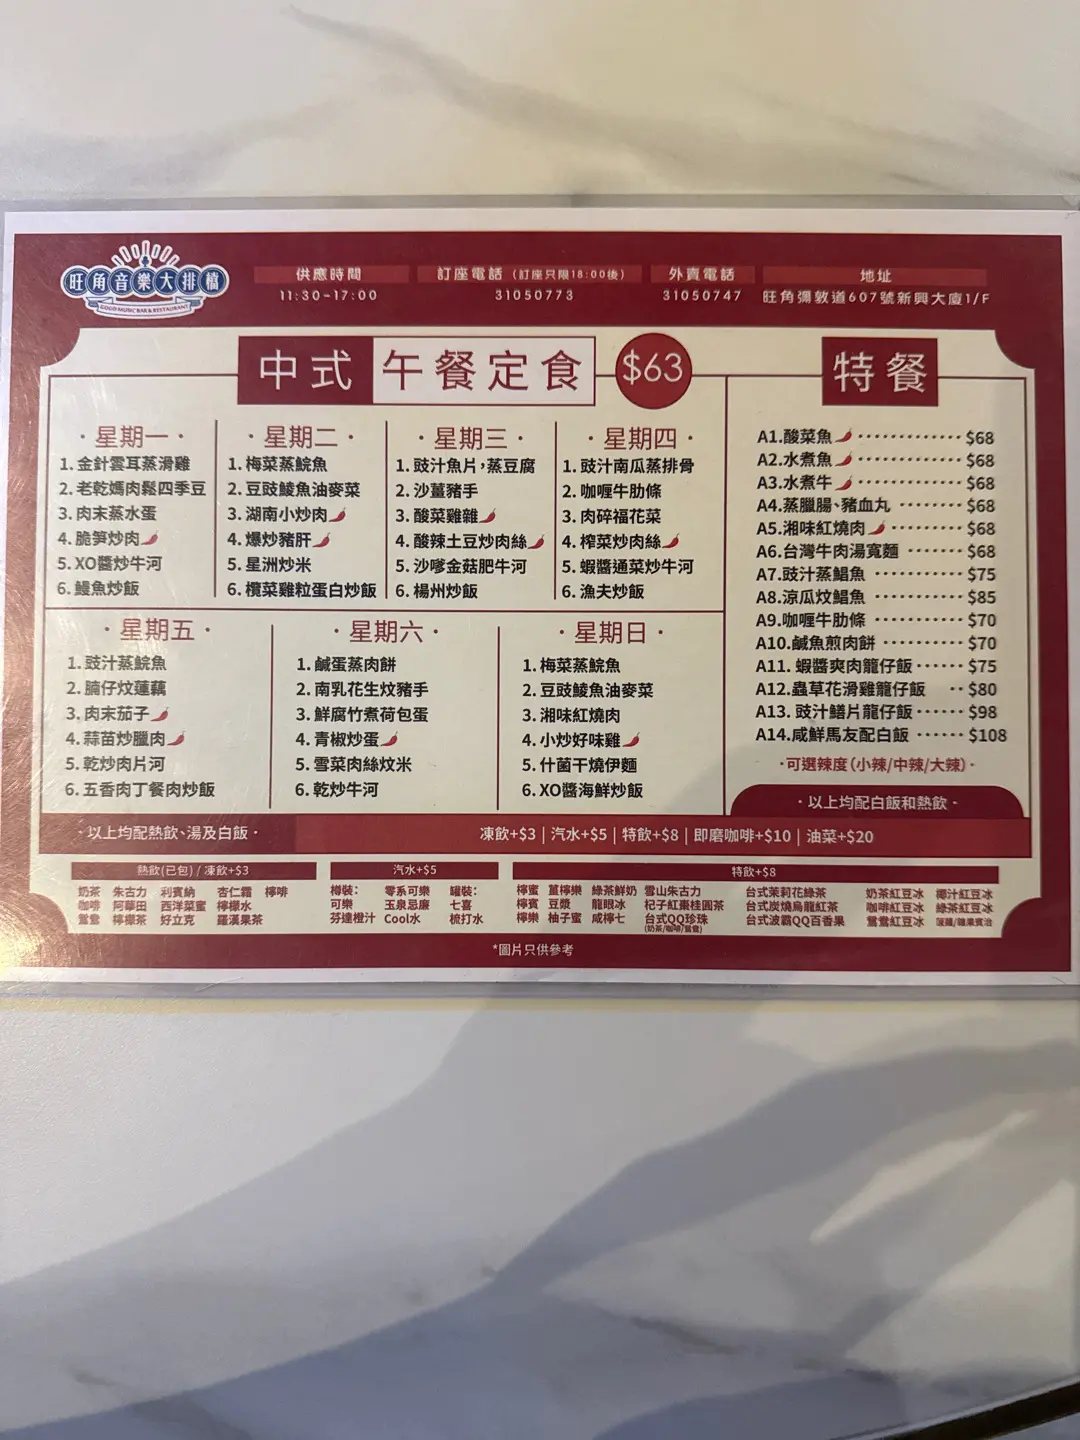 旺角音樂大排檔
GOOD MUSIC BAR & RESTAURANT
供應時間
11:30-17:00
訂座電話(訂座只限18:00後)
31050773
外賣電話
31050747
地址
旺角彌敦道607號新興大廈1/F
中式 午餐定食 $63
·星期一·
1. 金針雲耳蒸滑雞
2. 老乾媽肉鬆四季豆
3. 肉末蒸水蛋
4. 脆筍炒肉
5. XO醬炒牛河
6. 鰻魚炒飯
·星期二·
1. 梅菜蒸鯇魚
2. 豆豉鯪魚油麥菜
3. 湖南小炒肉
4. 爆炒豬肝
5. 星洲炒米
6. 欖菜雞粒蛋白炒飯
·星期三·
1. 豉汁魚片,蒸豆腐
2. 沙薑豬手
3. 酸菜雞雜
4. 酸辣土豆炒肉絲
5. 沙嗲金菇肥牛河
6. 楊州炒飯
·星期四·
1. 豉汁南瓜蒸排骨
2. 咖喱牛肋條
3. 肉碎福花菜
4. 榨菜炒肉絲
5. 蝦醬通菜炒牛河
6. 漁夫炒飯
·星期五·
1. 豉汁蒸鯇魚
2. 腩仔炆蓮藕
3. 肉末茄子
4. 蒜苗炒臘肉
5. 乾炒肉片河
6. 五香肉丁餐肉炒飯
·星期六·
1. 鹹蛋蒸肉餅
2. 南乳花生炆豬手
3. 鮮腐竹煮荷包蛋
4. 青椒炒蛋
5. 雪菜肉絲炆米
6. 乾炒牛河
·星期日·
1. 梅菜蒸鯇魚
2. 豆豉鯪魚油麥菜
3. 湘味紅燒肉
4. 小炒好味雞
5. 什菌干燒伊麵
6. XO醬海鮮炒飯
特餐
A1.酸菜魚 ············ $68
A2.水煮魚 ············ $68
A3.水煮牛 ············ $68
A4.蒸臘腸、豬血丸 ········ $68
A5.湘味紅燒肉 ········ $68
A6.台灣牛肉湯寬麵 ······· $68
A7.豉汁蒸鯧魚 ·········· $75
A8.涼瓜炆鯧魚 ·········· $85
A9.咖喱牛肋條 ·········· $70
A10.鹹魚煎肉餅 ········· $70
A11. 蝦醬爽肉籠仔飯 ······ $75
A12.蟲草花滑雞籠仔飯 ·· $80
A13. 豉汁鱔片龍仔飯 ······ $98
A14.咸鮮馬友配白飯 ······ $108
·可選辣度(小辣/中辣/大辣)·
·以上均配白飯和熱飲·
·以上均配熱飲、湯及白飯·
凍飲+$3 | 汽水+$5 | 特飲+$8 | 即磨咖啡+$10 | 油菜+$20
熱飲(已包) / 凍飲+$3
奶茶 朱古力 利賓納 杏仁霜 檸啡
咖啡 阿華田 西洋菜蜜 檸檬水
鴛鴦 檸檬茶 好立克 羅漢果茶
汽水+$5
樽裝: 零系可樂 罐裝:
可樂 玉泉忌廉 七喜
芬達橙汁 Cool水 梳打水
特飲+$8
檸蜜 薑檸樂 綠茶鮮奶 雪山朱古力 台式茉莉花綠茶 奶茶紅豆冰 椰汁紅豆冰
檸賓 豆漿 龍眼冰 杞子紅棗桂圓茶 台式炭燒烏龍紅茶 咖啡紅豆冰 綠茶紅豆冰
檸樂 柚子蜜 咸檸七 台式QQ珍珠 台式波霸QQ百香果 鴛鴦紅豆冰
(奶茶/咖啡/鴛鴦)
*圖片只供參考